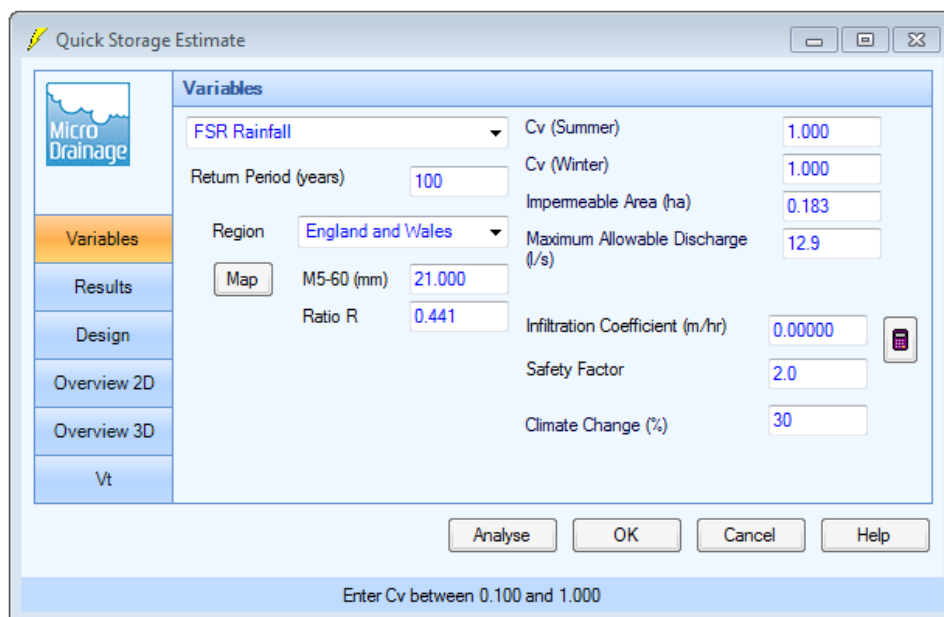 Quick Storage Estimate
Micro
Drainage
Variables
Results
Design
Overview 2D
Overview 3D
Vt
Variables
FSR Rainfall
Return Period (years) 100
Region England and Wales
Map M5-60 (mm) 21.000
Ratio R 0.441
Cv (Summer) 1.000
Cv (Winter) 1.000
Impermeable Area (ha) 0.183
Maximum Allowable Discharge 12.9
(l/s)
Infiltration Coefficient (m/hr) 0.00000
Safety Factor 2.0
Climate Change (%) 30
Analyse OK Cancel Help
Enter Cv between 0.100 and 1.000